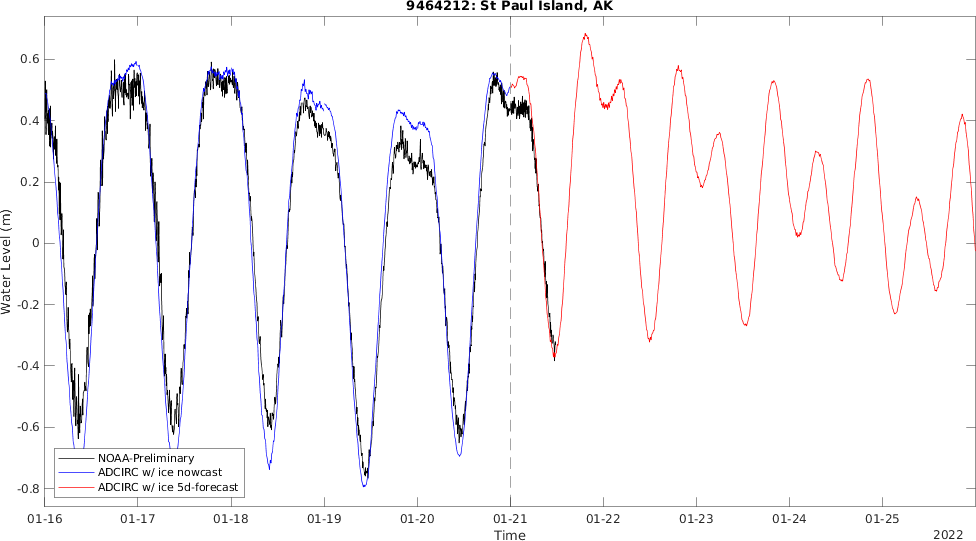 9464212: St Paul Island, AK
0.6
0.4
0.2
0
-0.2
-0.4
-0.6
-0.8
Water Level (m)
NOAA-Preliminary
ADCIRC w/ ice nowcast
ADCIRC w/ ice 5d-forecast
01-16 01-17 01-18 01-19 01-20 01-21 01-22 01-23 01-24 01-25
Time
2022